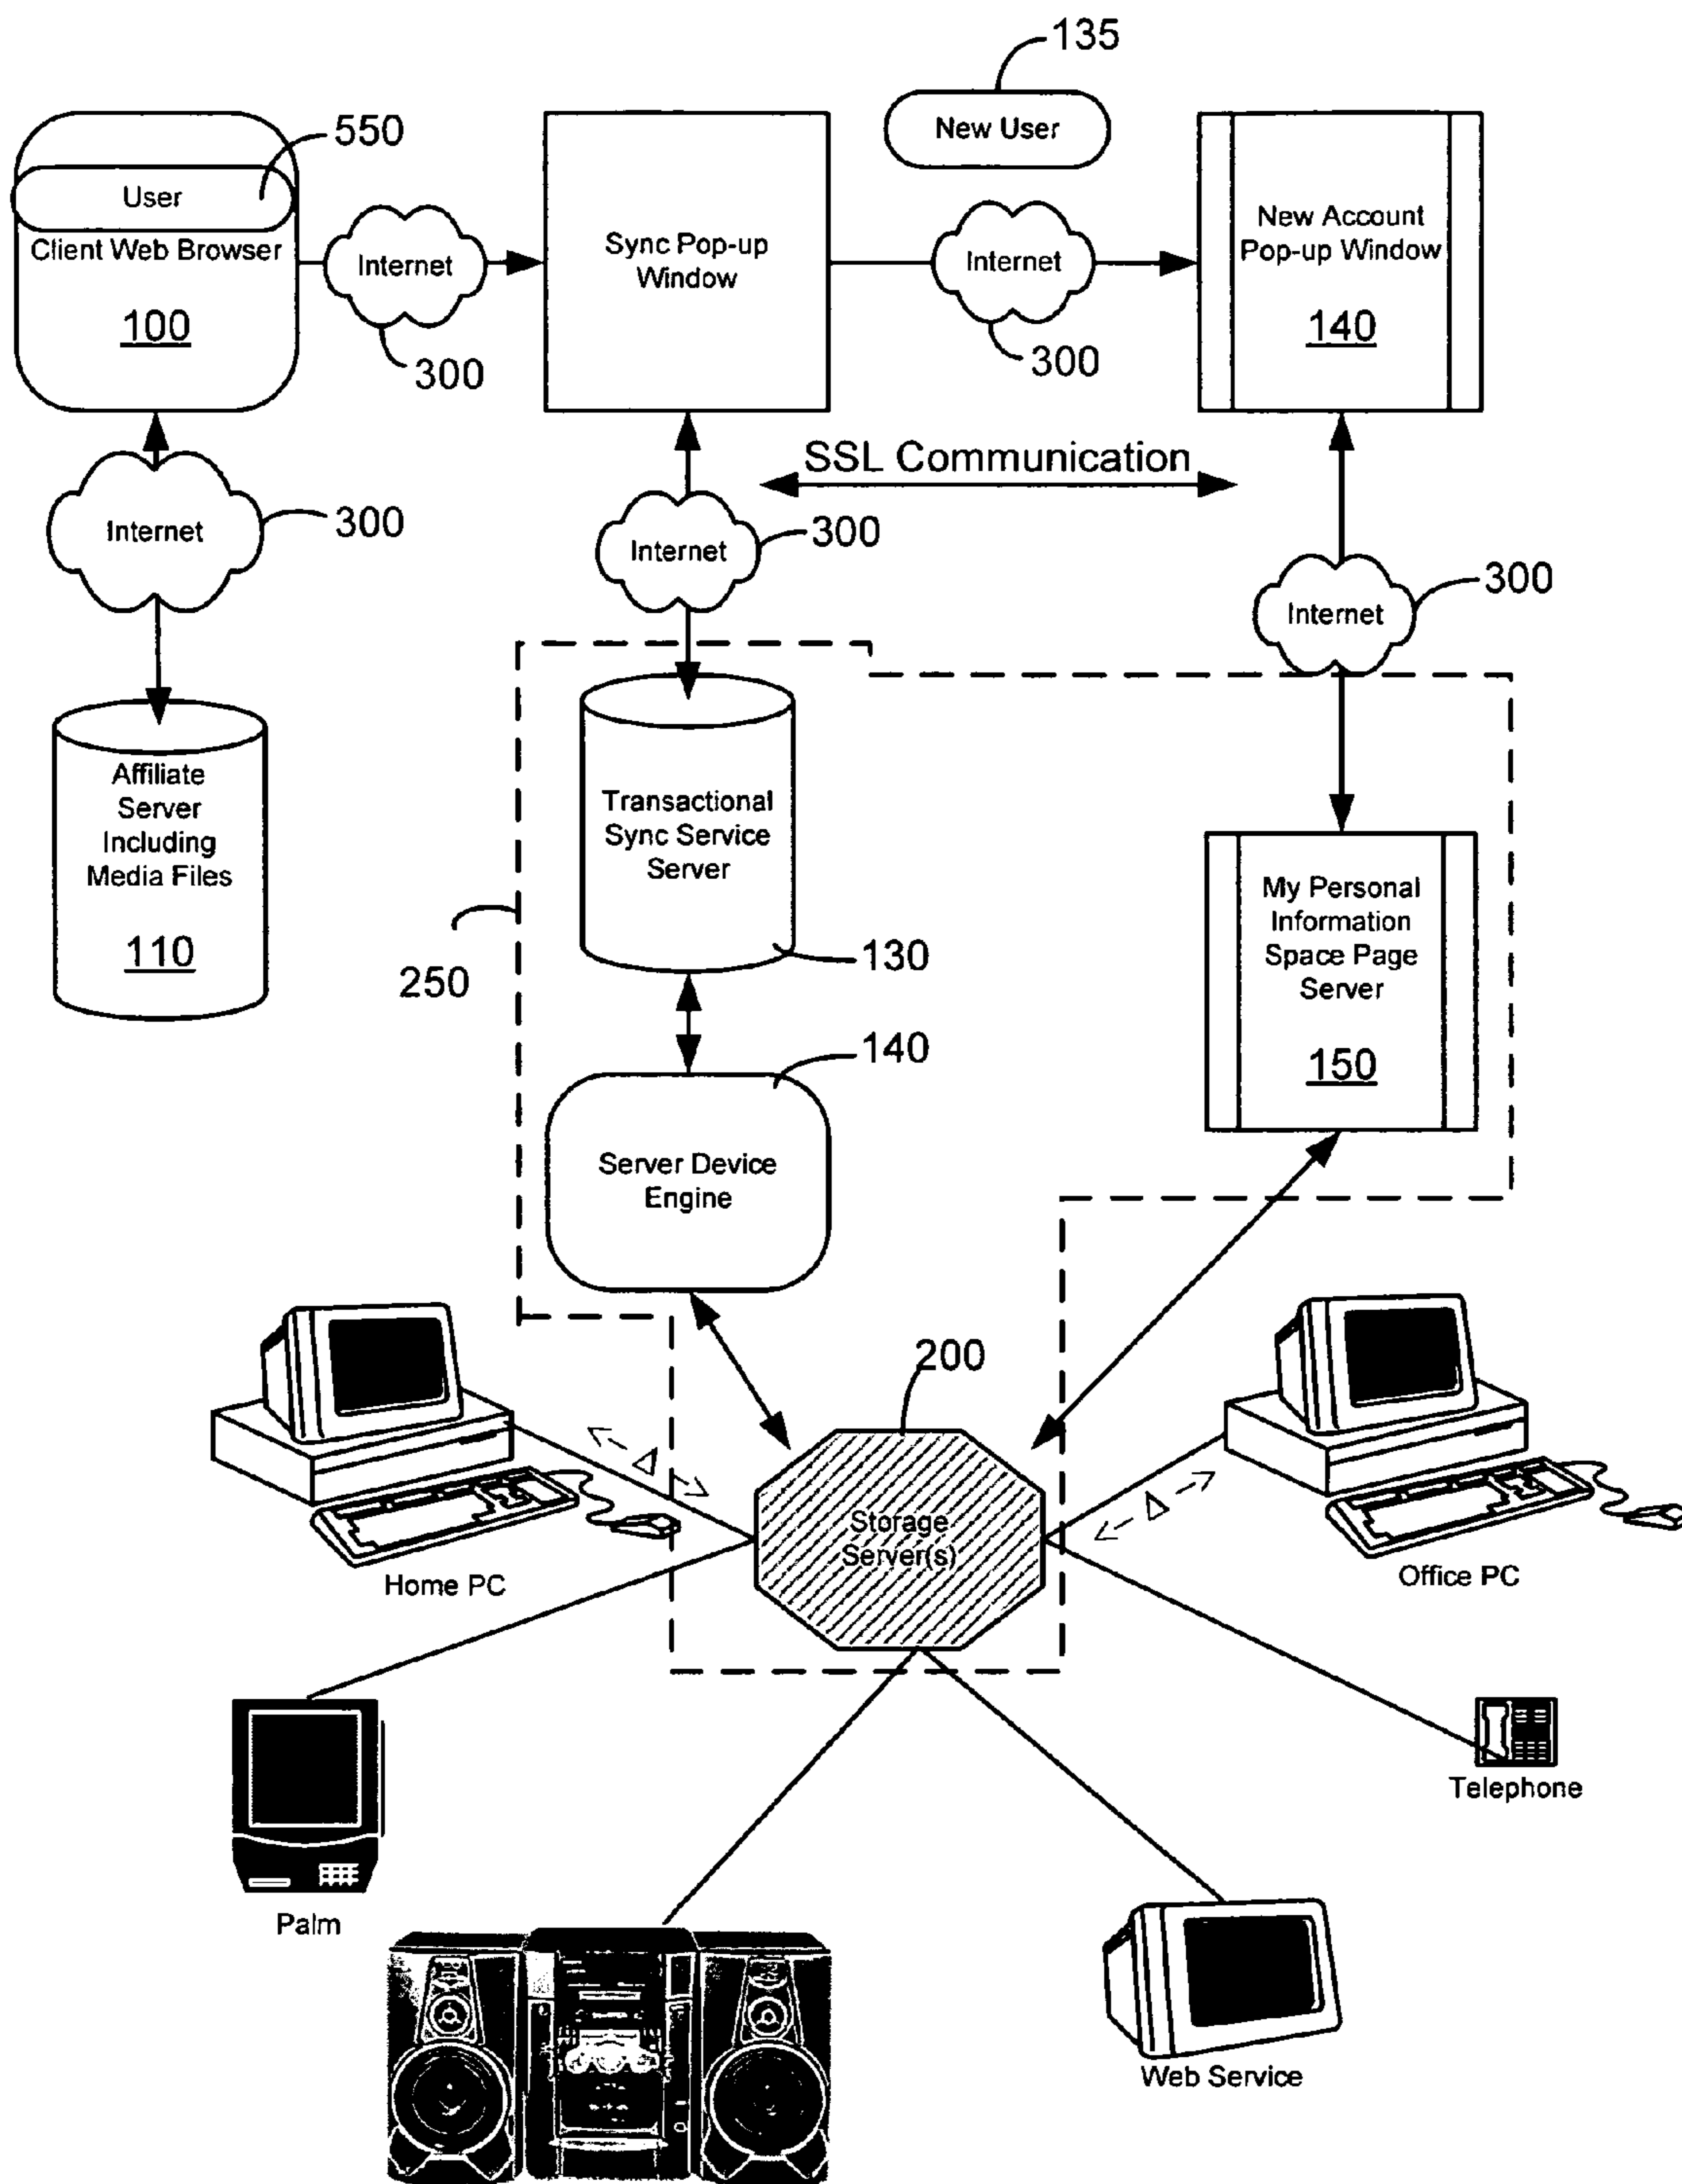 135
New User
550
User
Client Web Browser
100
Internet
300
Sync Pop-up
Window
Internet
300
New Account
Pop-up Window
140
SSL Communication
Internet
300
Internet
300
Internet
300
Affiliate
Server
Including
Media Files
110
Transactional
Sync Service
Server
130
250
My Personal
Information
Space Page
Server
150
140
Server Device
Engine
200
Storage
Server(s)
Δ
Δ
Home PC
Office PC
Palm
Telephone
Web Service